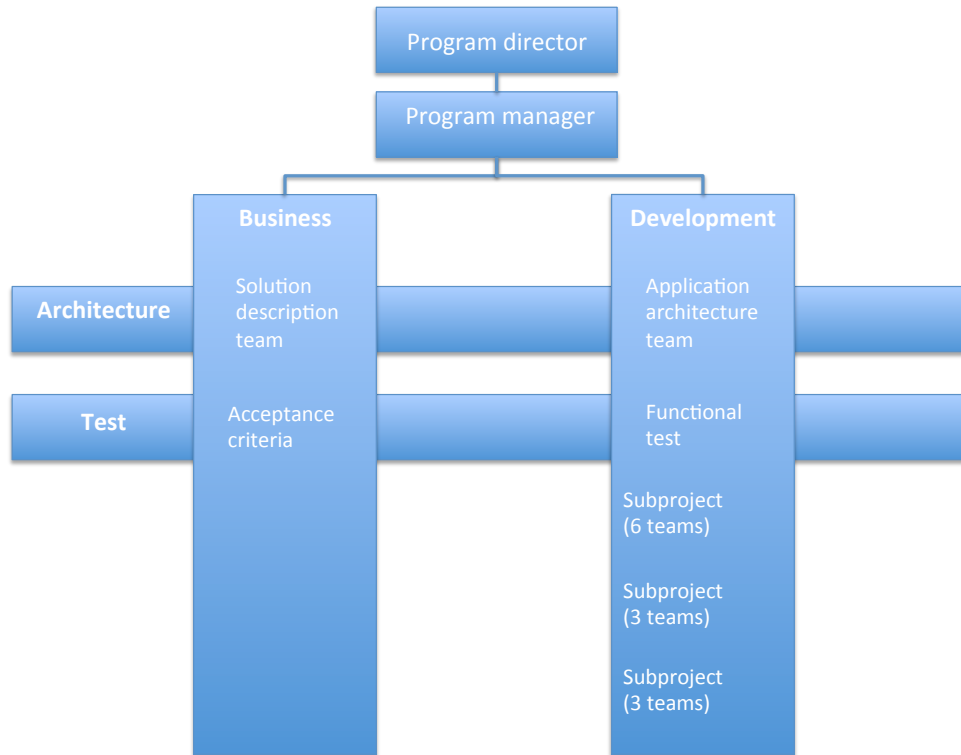 Program director
Program manager
Business
Development
Architecture
Solution
description
team
Application
architecture
team
Test
Acceptance
criteria
Functional
test
Subproject
(6 teams)
Subproject
(3 teams)
Subproject
(3 teams)